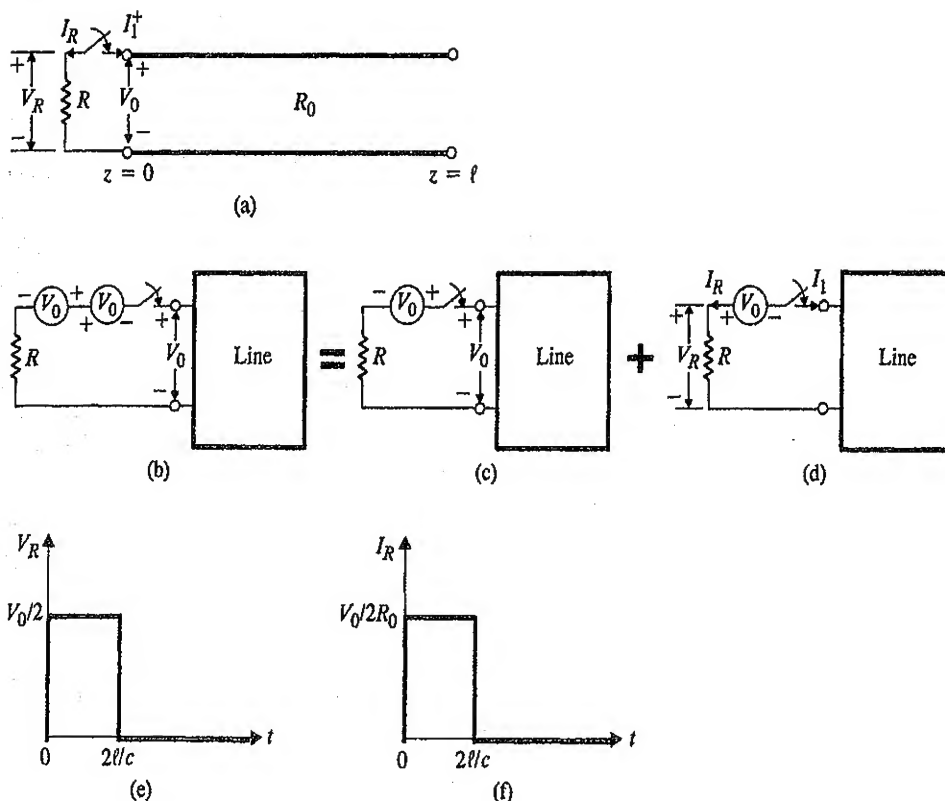 I_R I_1^+
+ + 
V_R R V_0 R_0
− −
z = 0 z = ℓ
(a)
− V_0 + + V_0 − +
R V_0 Line
−
(b)
=
− V_0 + +
R V_0 Line
−
(c)
+
I_R I_1
+ + V_0 −
V_R R Line
−
(d)
V_R
V_0/2
0 2ℓ/c t
(e)
I_R
V_0/2R_0
0 2ℓ/c t
(f)